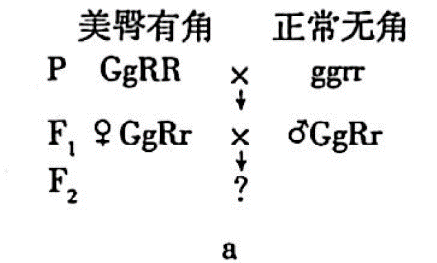 美臀有角 正常无角
P GgRR × ggrr
↓
F₁ ♀GgRr × ♂GgRr
↓
F₂ ?
a